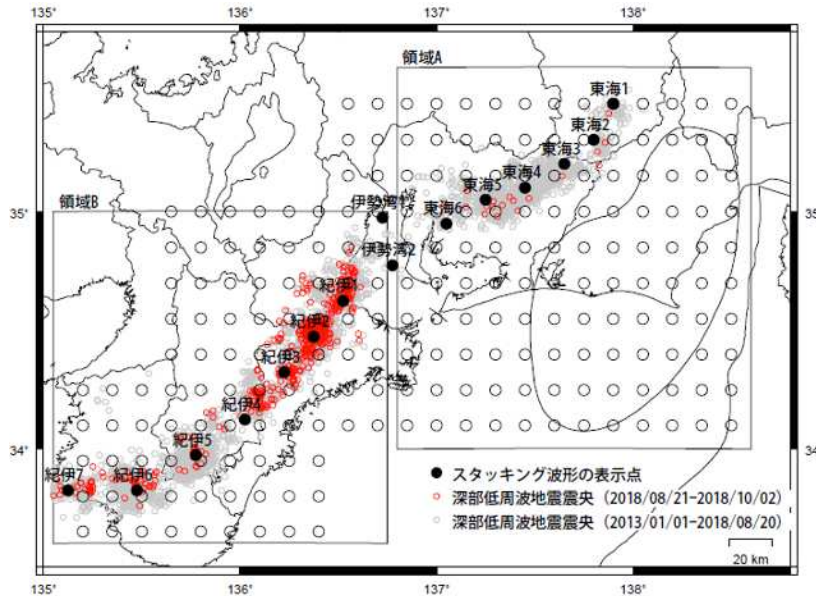 135°
136°
137°
138°
領域A
東海1
東海2
東海3
東海4
東海5
東海6
35°
35°
領域B
伊勢湾1
伊勢湾2
紀伊1
紀伊2
紀伊3
紀伊4
紀伊5
紀伊6
紀伊7
34°
34°
スタッキング波形の表示点
深部低周波地震震央（2018/08/21-2018/10/02）
深部低周波地震震央（2013/01/01-2018/08/20）
20 km
135°
136°
137°
138°